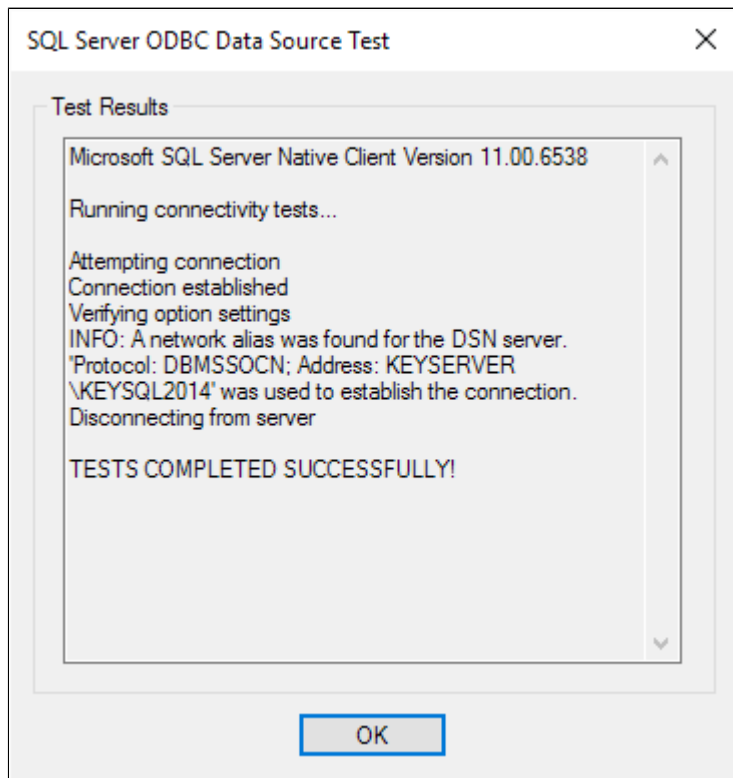 SQL Server ODBC Data Source Test
Test Results
Microsoft SQL Server Native Client Version 11.00.6538
Running connectivity tests...
Attempting connection
Connection established
Verifying option settings
INFO: A network alias was found for the DSN server.
'Protocol: DBMSSOCN; Address: KEYSERVER
\KEYSQL2014' was used to establish the connection.
Disconnecting from server
TESTS COMPLETED SUCCESSFULLY!
OK